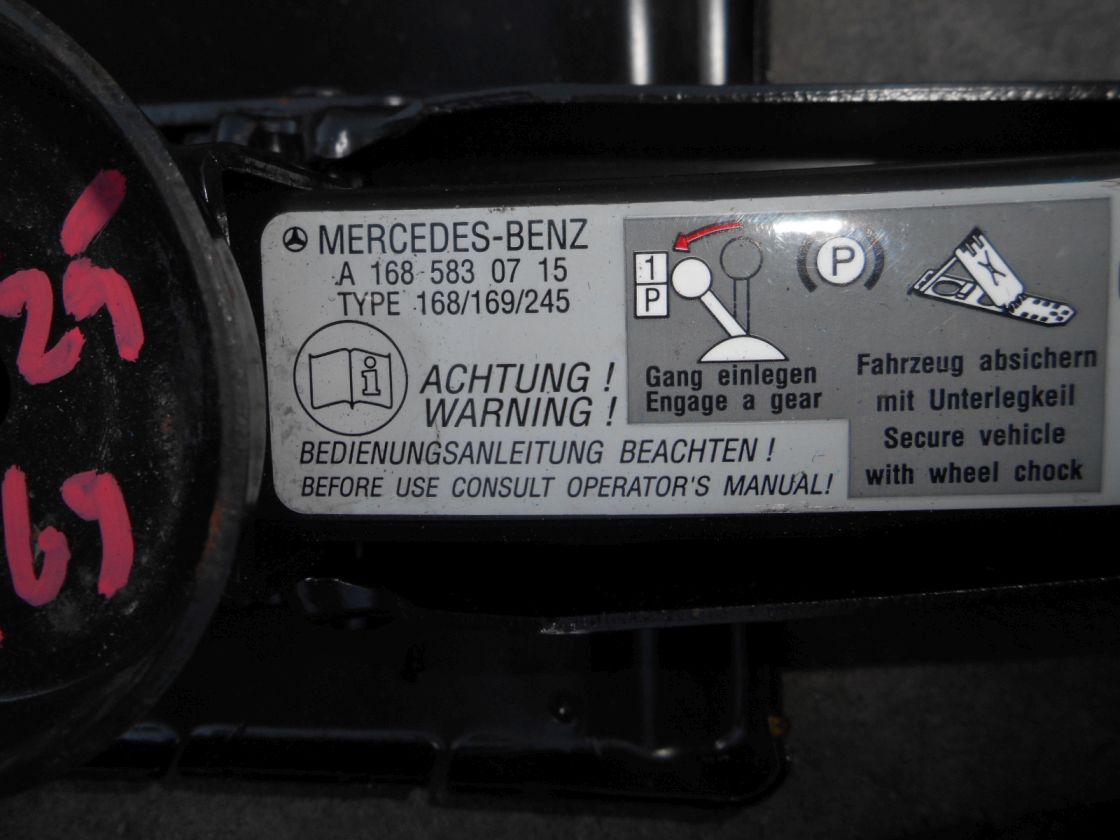 MERCEDES-BENZ
A 168 583 07 15
TYPE 168/169/245
i
ACHTUNG !
WARNING !
BEDIENUNGSANLEITUNG BEACHTEN !
BEFORE USE CONSULT OPERATOR'S MANUAL!
1
P
P
Gang einlegen
Engage a gear
Fahrzeug absichern
mit Unterlegkeil
Secure vehicle
with wheel chock